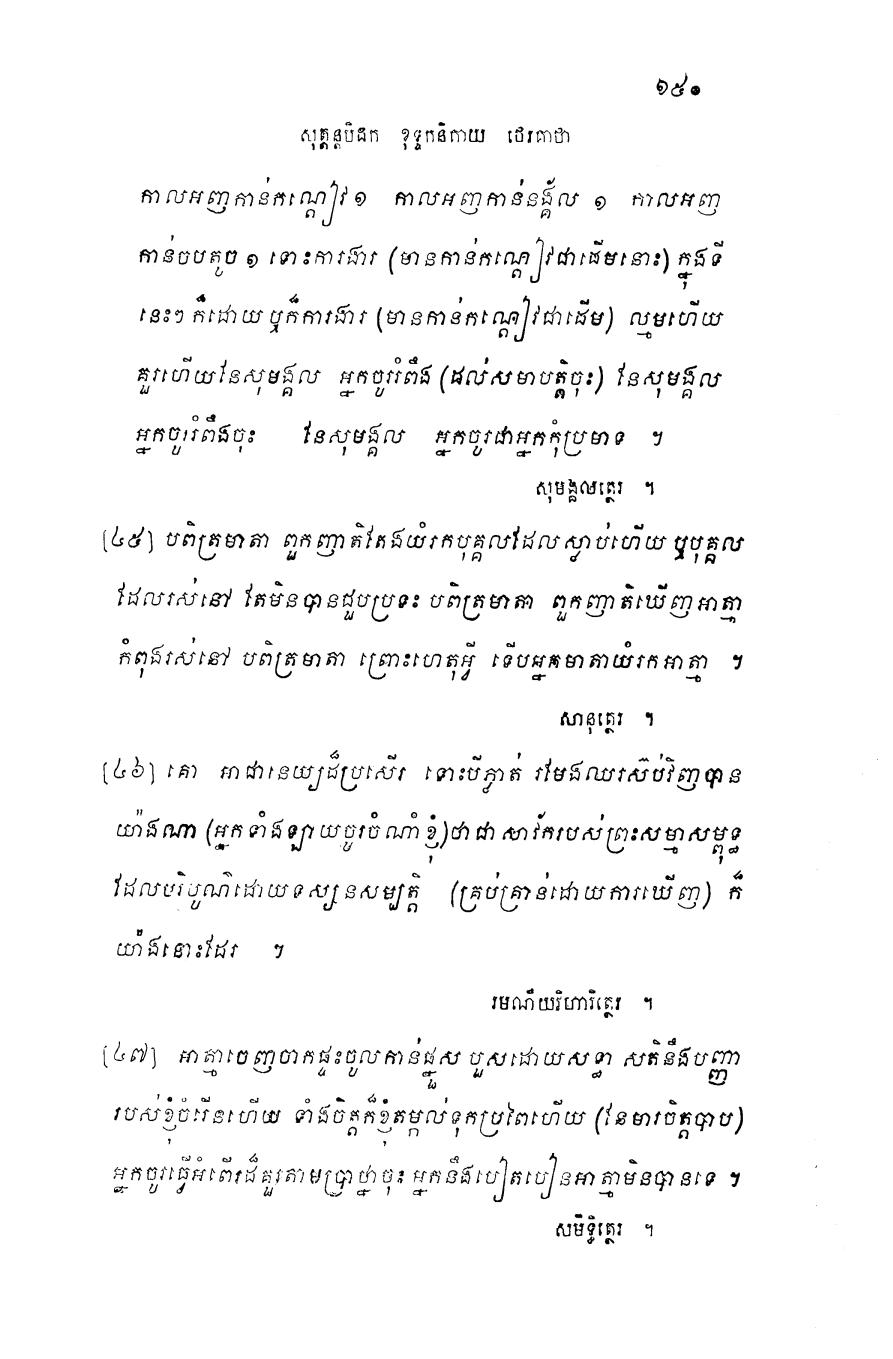 ១៥១
សុត្តន្តបិដក ខុទ្ទកនិកាយ ថេរគាថា
កាលអញកាន់កណ្តៀវ ១ កាលអញកាន់នង្គ័ល ១ កាលអញ
កាន់ចបតូច ១ ទោះការងារ (មានកាន់កណ្តៀវជាដើមនោះ) ក្នុងទី
នេះៗ ក៏ដោយ ឬក៏ការងារ (មានកាន់កណ្តៀវជាដើម) ល្មមហើយ
គួរហើយនែសុមង្គល អ្នកចូររំពឹង (ដល់សមាបត្តិចុះ) នែសុមង្គល
អ្នកចូររំពឹងចុះ នែសុមង្គល អ្នកចូរជាអ្នកកុំប្រមាទ ។
សុមង្គលត្ថេរ ។
[៤៥] បពិត្រមាតា ពួកញាតិតែងយំរកបុគ្គលដែលស្លាប់ហើយ ឬបុគ្គល
ដែលរស់នៅ តែមិនបានជួបប្រទះ បពិត្រមាតា ពួកញាតិឃើញអាត្មា
កំពុងរស់នៅ បពិត្រមាតា ព្រោះហេតុអ្វី ទើបអ្នកមាតាយំរកអាត្មា ។
សានុត្ថេរ ។
[៤៦] គោ អាជានេយ្យដ៏ប្រសើរ ទោះបីភ្លាត់ រមែងឈរស៊ប់វិញបាន
យ៉ាងណា (អ្នកទាំងឡាយចូរចំណាំខ្ញុំ) ថាជា សាវ័ករបស់ព្រះសម្មាសម្ពុទ្ធ
ដែលបរិបូណ៌ដោយទស្សនសម្បត្តិ (គ្រប់គ្រាន់ដោយការឃើញ) ក៏
យ៉ាងនោះដែរ ។
រមណីយវិហារិត្ថេរ ។
[៤៧] អាត្មាចេញចាកផ្ទះចូលកាន់ផ្នួស បួសដោយសទ្ធា សតិនឹងបញ្ញា
របស់ខ្ញុំចំរើនហើយ ទាំងចិត្តក៏ខ្ញុំតម្កល់ទុកប្រពៃហើយ (នែមារចិត្តបាប)
អ្នកចូរធ្វើអំពើរដ៏គួរតាមប្រាថ្នាចុះ អ្នកនឹងបៀតបៀនអាត្មាមិនបានទេ ។
សមិទ្ធិត្ថេរ ។